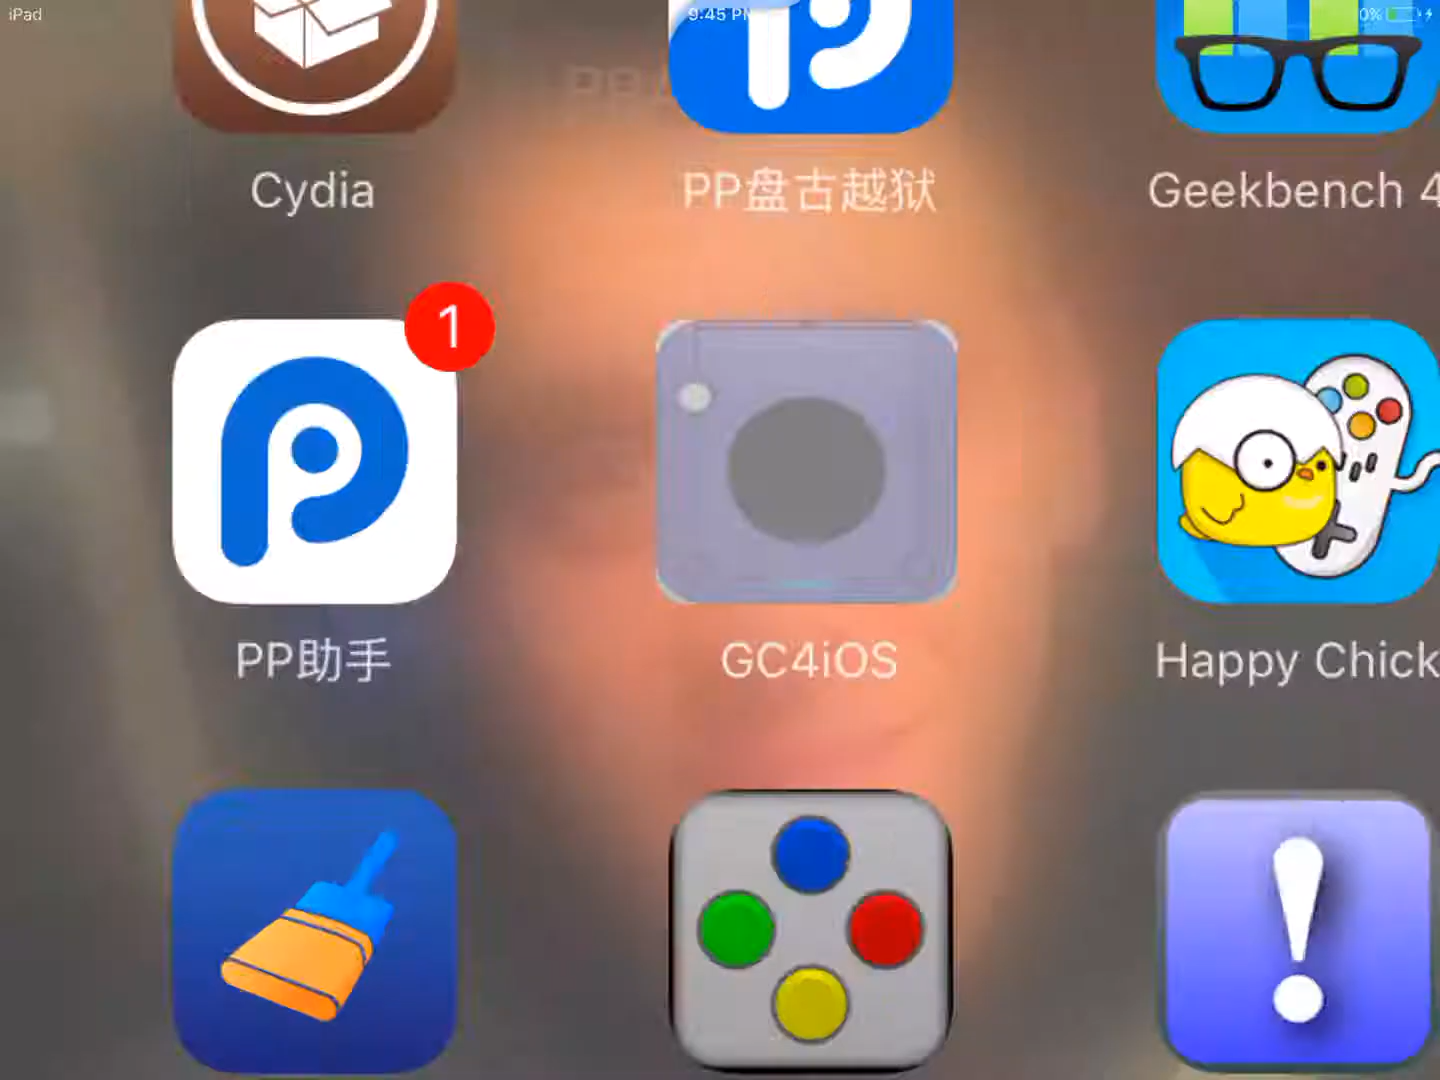 iPad
9:45 PM
0%
Cydia
PP盘古越狱
Geekbench 4
1
PP助手
GC4iOS
Happy Chick